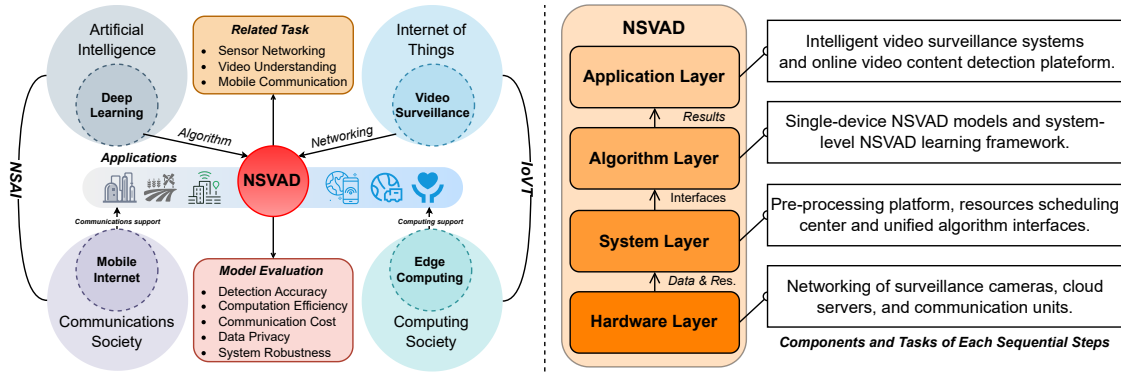 Artificial
Intelligence
Deep
Learning
Related Task
• Sensor Networking
• Video Understanding
• Mobile Communication
Internet of
Things
Video
Surveillance
Algorithm
Networking
NSAI
IoVT
Applications
NSVAD
Communications support
Computing support
Mobile
Internet
Communications
Society
Model Evaluation
• Detection Accuracy
• Computation Efficiency
• Communication Cost
• Data Privacy
• System Robustness
Edge
Computing
Computing
Society
NSVAD
Application Layer
Results
Algorithm Layer
Interfaces
System Layer
Data & Res.
Hardware Layer
Intelligent video surveillance systems
and online video content detection plateform.
Single-device NSVAD models and system-
level NSVAD learning framework.
Pre-processing platform, resources scheduling
center and unified algorithm interfaces.
Networking of surveillance cameras, cloud
servers, and communication units.
Components and Tasks of Each Sequential Steps